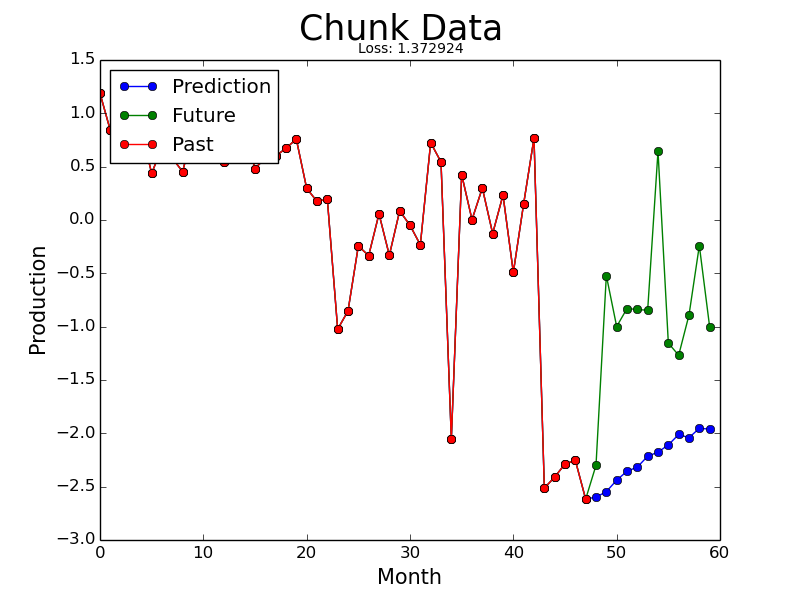 Chunk Data
Loss: 1.372924
Prediction
Future
Past
1.5
1.0
0.5
0.0
−0.5
−1.0
−1.5
−2.0
−2.5
−3.0
Production
0 10 20 30 40 50 60
Month